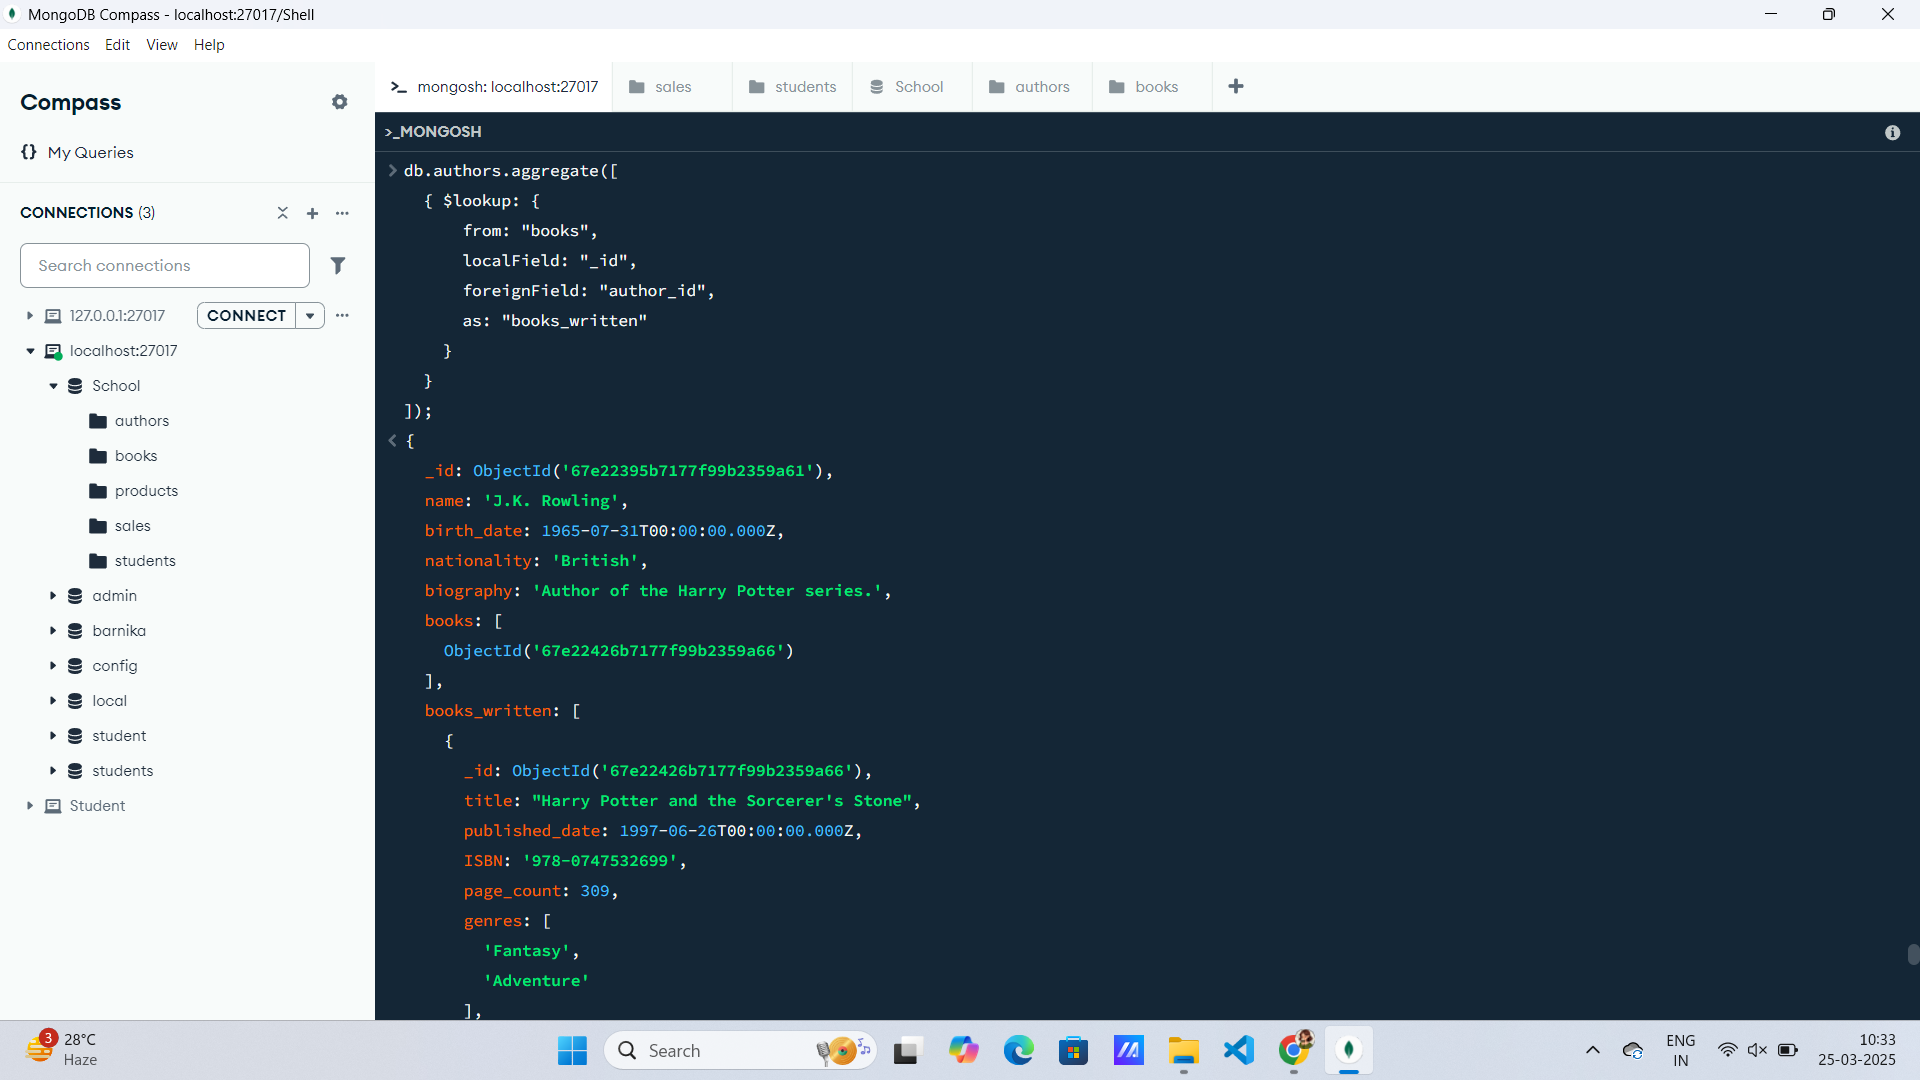 MongoDB Compass - localhost:27017/Shell
Connections Edit View Help
Compass
{} My Queries
CONNECTIONS (3)
Search connections
127.0.0.1:27017 CONNECT
localhost:27017
School
authors
books
products
sales
students
admin
barnika
config
local
student
students
Student
>_ mongosh: localhost:27017 sales students School authors books +
>_MONGOSH
> db.authors.aggregate([
{ $lookup: {
from: "books",
localField: "_id",
foreignField: "author_id",
as: "books_written"
}
}
]);
< {
_id: ObjectId('67e22395b7177f99b2359a61'),
name: 'J.K. Rowling',
birth_date: 1965-07-31T00:00:00.000Z,
nationality: 'British',
biography: 'Author of the Harry Potter series.',
books: [
ObjectId('67e22426b7177f99b2359a66')
],
books_written: [
{
_id: ObjectId('67e22426b7177f99b2359a66'),
title: "Harry Potter and the Sorcerer's Stone",
published_date: 1997-06-26T00:00:00.000Z,
ISBN: '978-0747532699',
page_count: 309,
genres: [
'Fantasy',
'Adventure'
],
3
28°C
Haze
Search
ENG
IN
10:33
25-03-2025